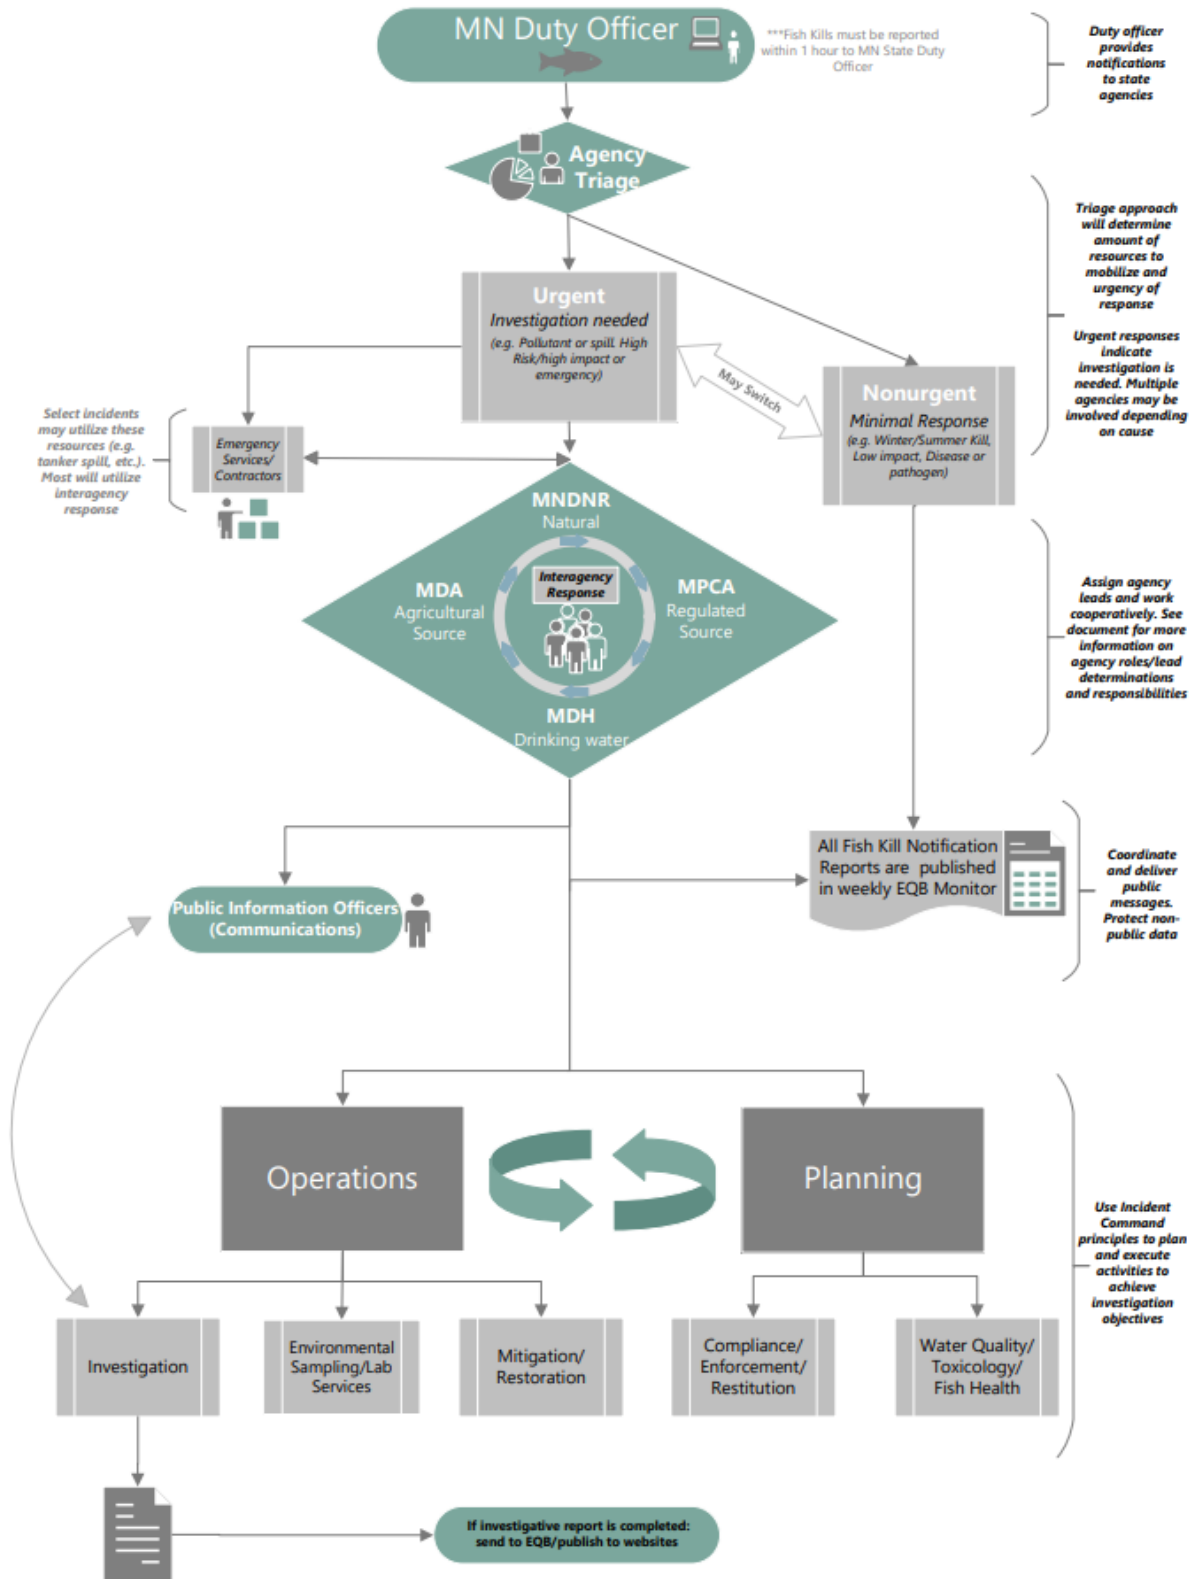 MN Duty Officer
***Fish Kills must be reported
within 1 hour to MN State Duty
Officer
Duty officer
provides
notifications
to state
agencies
Agency
Triage
Triage approach
will determine
amount of
resources to
mobilize and
urgency of
response
Urgent responses
indicate
investigation is
needed. Multiple
agencies may be
involved depending
on cause
Urgent
Investigation needed
(e.g. Pollutant or spill. High
Risk/high impact or
emergency)
May Switch
Nonurgent
Minimal Response
(e.g. Winter/Summer Kill,
Low impact, Disease or
pathogen)
Select incidents
may utilize these
resources (e.g.
tanker spill, etc.).
Most will utilize
interagency
response
Emergency
Services/
Contractors
MNDNR
Natural
Interagency
Response
MDA
Agricultural
Source
MPCA
Regulated
Source
MDH
Drinking water
Assign agency
leads and work
cooperatively. See
document for more
information on
agency roles/lead
determinations
and responsibilities
All Fish Kill Notification
Reports are published
in weekly EQB Monitor
Coordinate
and deliver
public
messages.
Protect non-
public data
Public Information Officers
(Communications)
Operations
Planning
Use Incident
Command
principles to plan
and execute
activities to
achieve
investigation
objectives
Investigation
Environmental
Sampling/Lab
Services
Mitigation/
Restoration
Compliance/
Enforcement/
Restitution
Water Quality/
Toxicology/
Fish Health
If investigative report is completed:
send to EQB/publish to websites